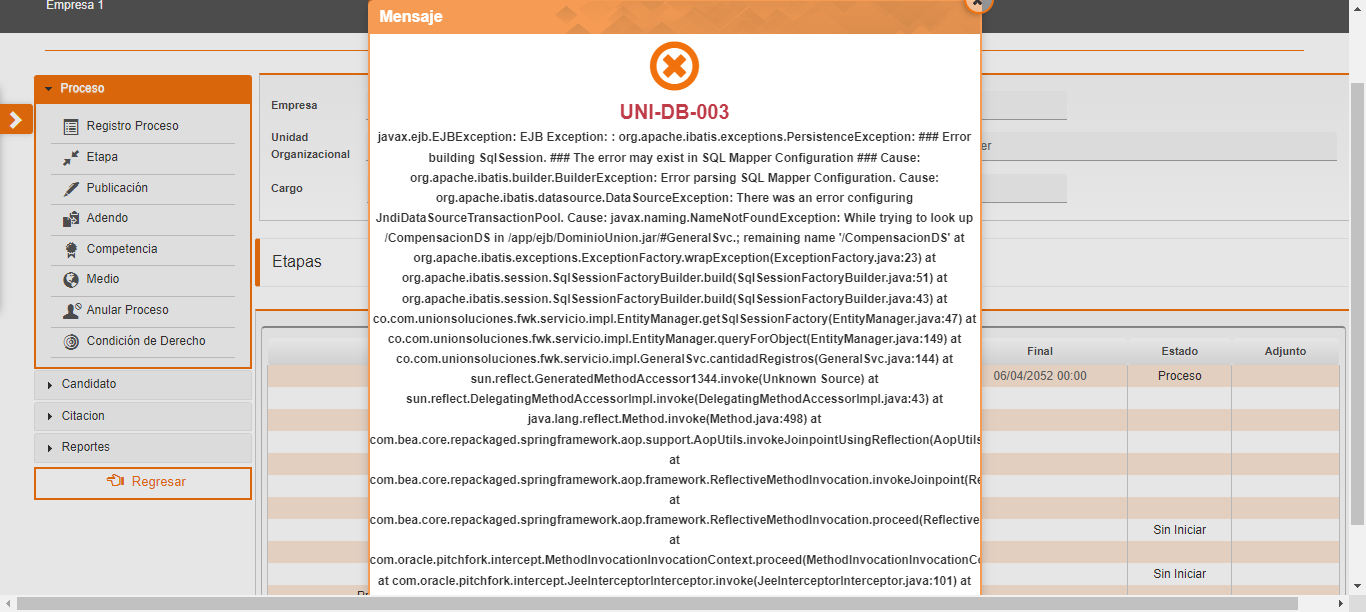 Empresa 1
Mensaje
UNI-DB-003
javax.ejb.EJBException: EJB Exception: : org.apache.ibatis.exceptions.PersistenceException: ### Error
building SqlSession. ### The error may exist in SQL Mapper Configuration ### Cause:
org.apache.ibatis.builder.BuilderException: Error parsing SQL Mapper Configuration. Cause:
org.apache.ibatis.datasource.DataSourceException: There was an error configuring
JndiDataSourceTransactionPool. Cause: javax.naming.NameNotFoundException: While trying to look up
/CompensacionDS in /app/ejb/DominioUnion.jar/#GeneralSvc.; remaining name '/CompensacionDS' at
org.apache.ibatis.exceptions.ExceptionFactory.wrapException(ExceptionFactory.java:23) at
org.apache.ibatis.session.SqlSessionFactoryBuilder.build(SqlSessionFactoryBuilder.java:51) at
org.apache.ibatis.session.SqlSessionFactoryBuilder.build(SqlSessionFactoryBuilder.java:43) at
co.com.unionsoluciones.fwk.servicio.impl.EntityManager.getSqlSessionFactory(EntityManager.java:47) at
co.com.unionsoluciones.fwk.servicio.impl.EntityManager.queryForObject(EntityManager.java:149) at
co.com.unionsoluciones.fwk.servicio.impl.GeneralSvc.cantidadRegistros(GeneralSvc.java:144) at
sun.reflect.GeneratedMethodAccessor1344.invoke(Unknown Source) at
sun.reflect.DelegatingMethodAccessorImpl.invoke(DelegatingMethodAccessorImpl.java:43) at
java.lang.reflect.Method.invoke(Method.java:498) at
com.bea.core.repackaged.springframework.aop.support.AopUtils.invokeJoinpointUsingReflection(AopUtils
at
com.bea.core.repackaged.springframework.aop.framework.ReflectiveMethodInvocation.invokeJoinpoint(Re
at
com.bea.core.repackaged.springframework.aop.framework.ReflectiveMethodInvocation.proceed(Reflective
at
com.oracle.pitchfork.intercept.MethodInvocationInvocationContext.proceed(MethodInvocationInvocationCo
at com.oracle.pitchfork.intercept.JeeInterceptorInterceptor.invoke(JeeInterceptorInterceptor.java:101) at
Proceso
Registro Proceso
Etapa
Publicación
Adendo
Competencia
Medio
Anular Proceso
Condición de Derecho
Candidato
Citacion
Reportes
Regresar
Empresa
Unidad
Organizacional
er
Cargo
Etapas
Final Estado Adjunto
06/04/2052 00:00 Proceso
Sin Iniciar
Sin Iniciar